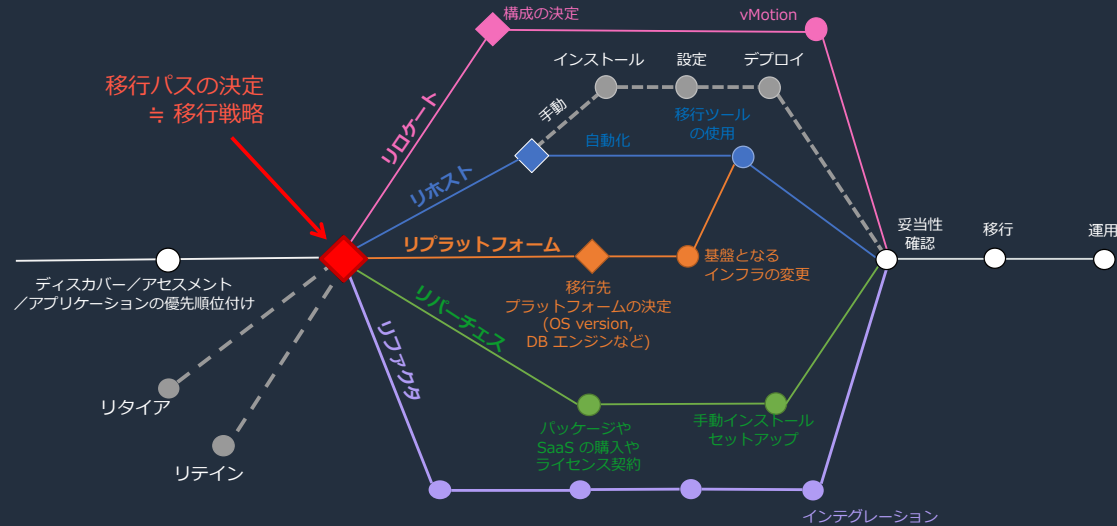 構成の決定
vMotion
インストール
設定
デプロイ
移行パスの決定
≒ 移行戦略
手動
移行ツール
の使用
自動化
リロケート
リホスト
リプラットフォーム
基盤となる
インフラの変更
妥当性
確認
移行
運用
ディスカバー／アセスメント
／アプリケーションの優先順位付け
移行先
プラットフォームの決定
(OS version,
DB エンジンなど)
リパーチェス
リファクタ
リタイア
リテイン
パッケージや
SaaS の購入や
ライセンス契約
手動インストール
セットアップ
インテグレーション